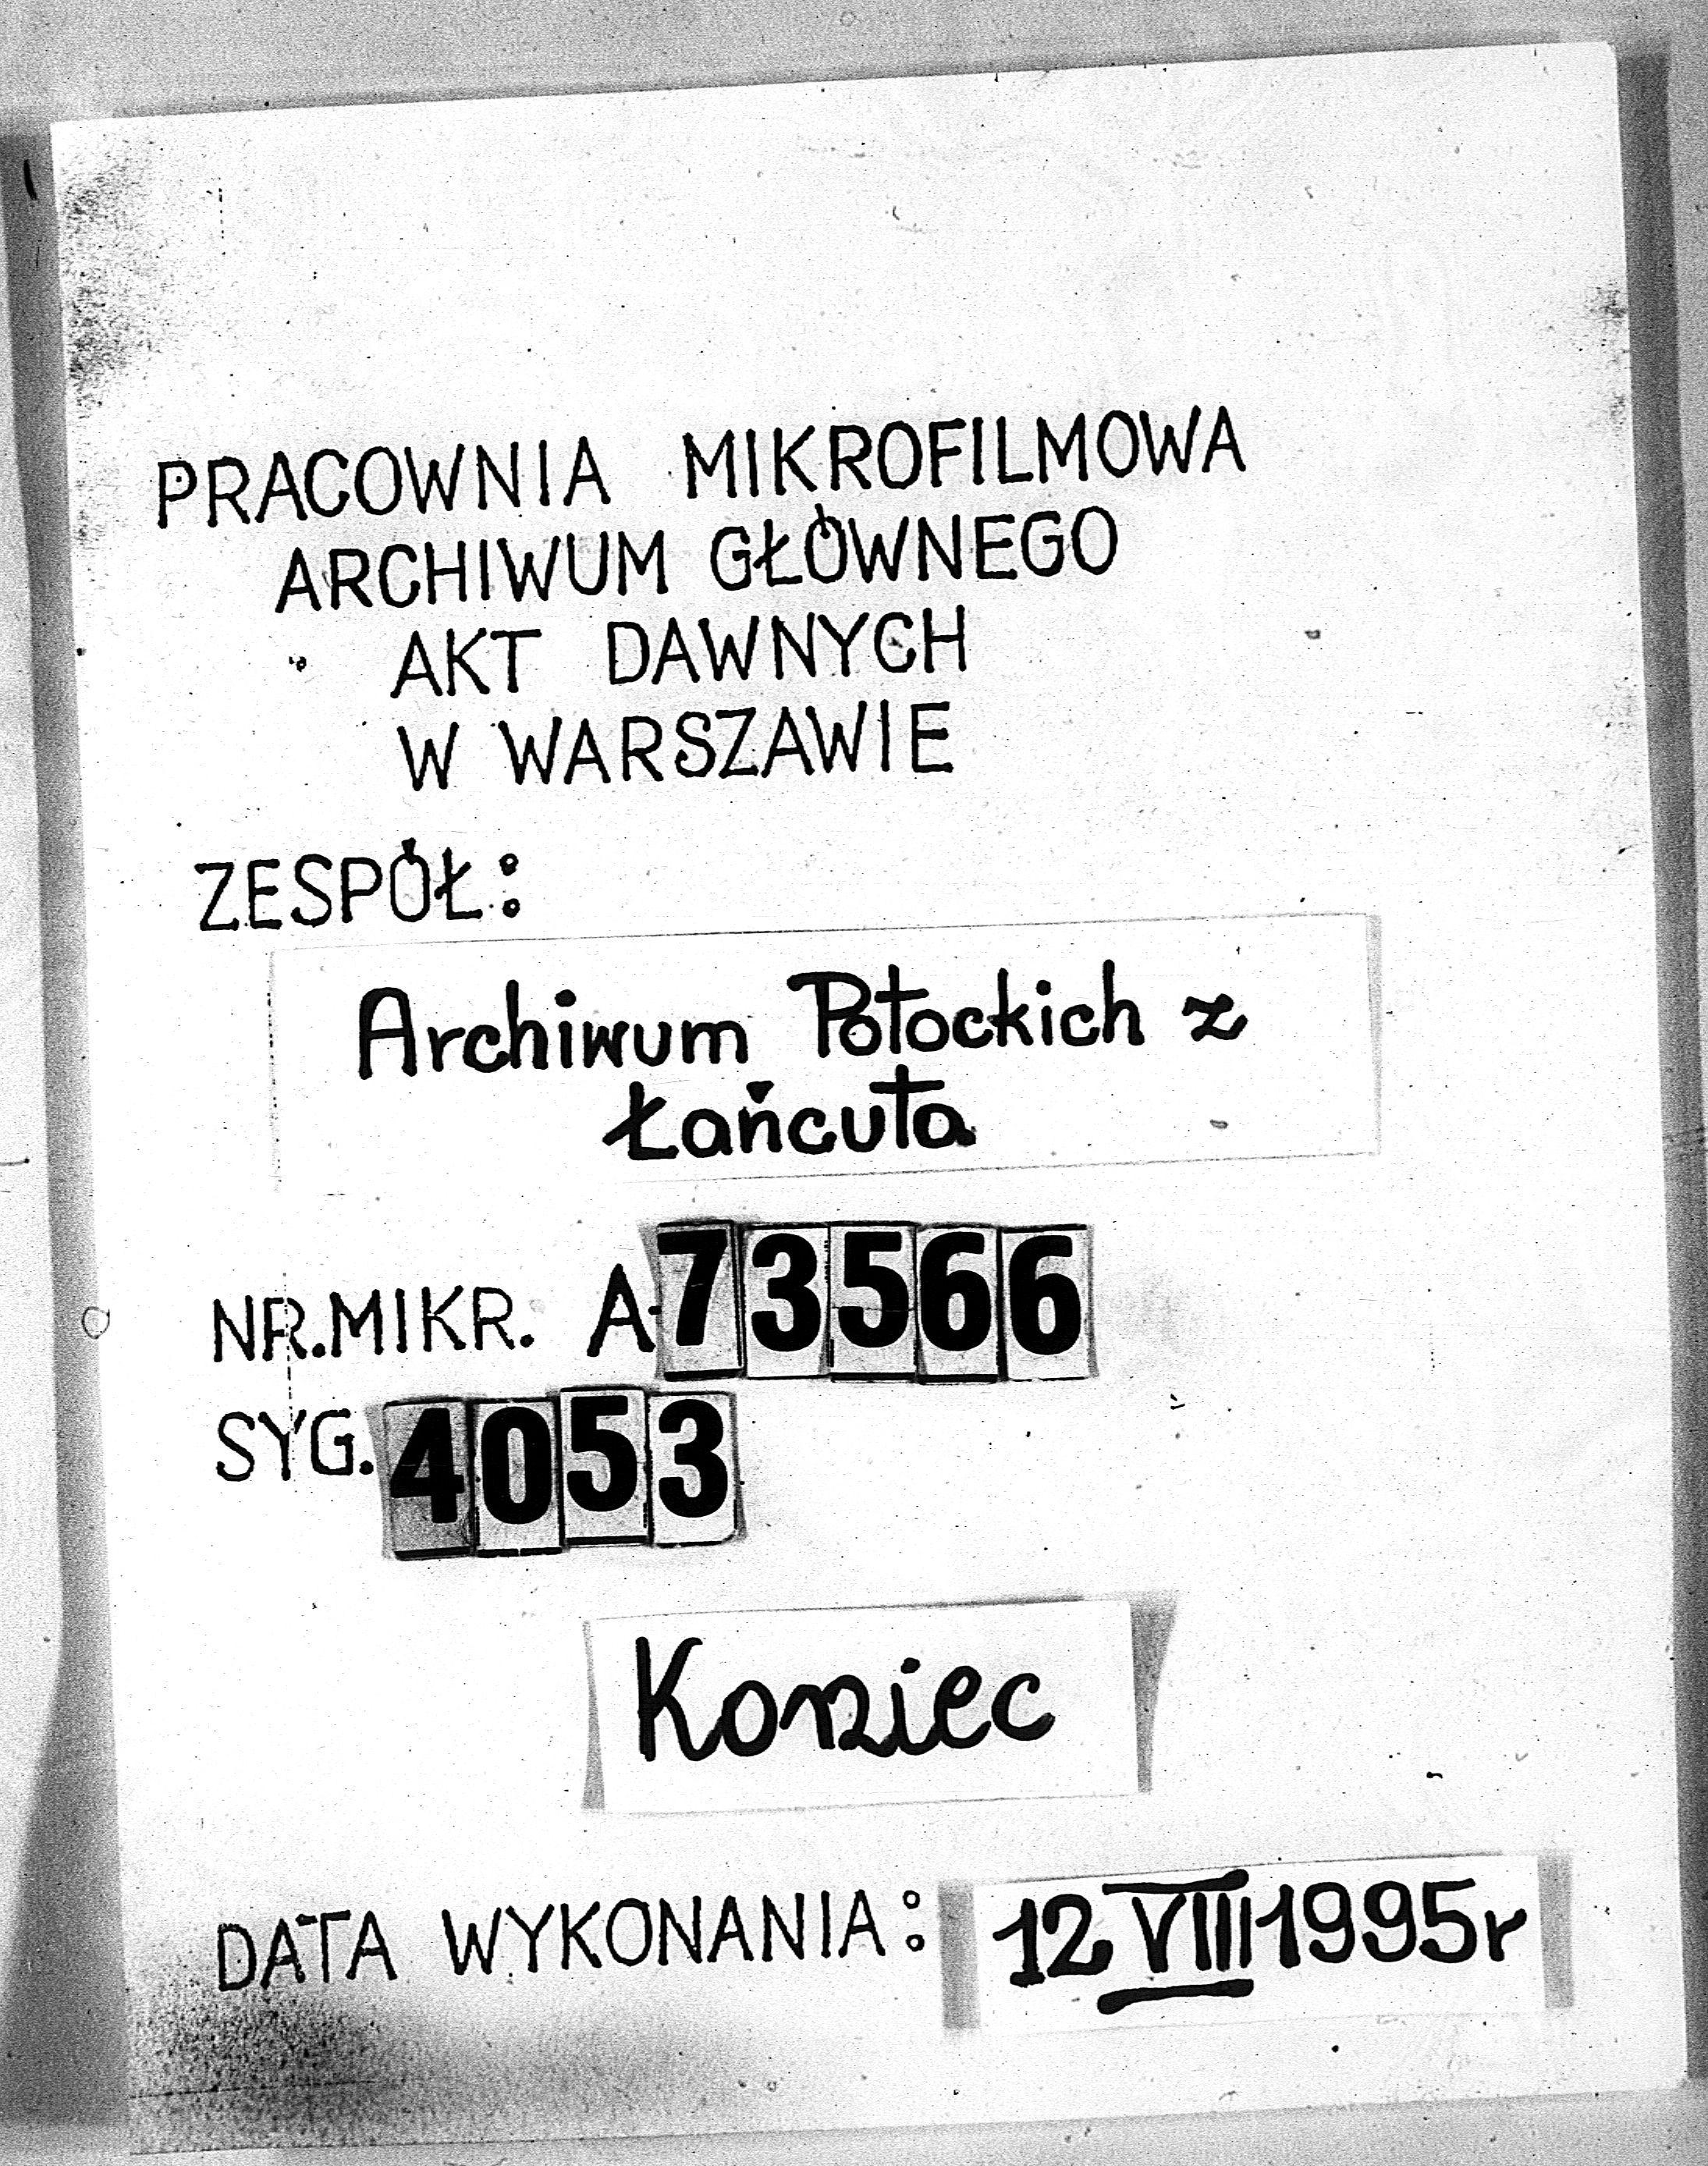 PRACOWNIA MIKROFILMOWA
ARCHIWUM GŁÓWNEGO
AKT DAWNYCH
W WARSZAWIE
ZESPÓŁ:
Archiwum Potockich z
Łańcuta
NR. MIKR. A-73566
SYG. 4053
Koniec
DATA WYKONANIA: 12 VIII 1995r